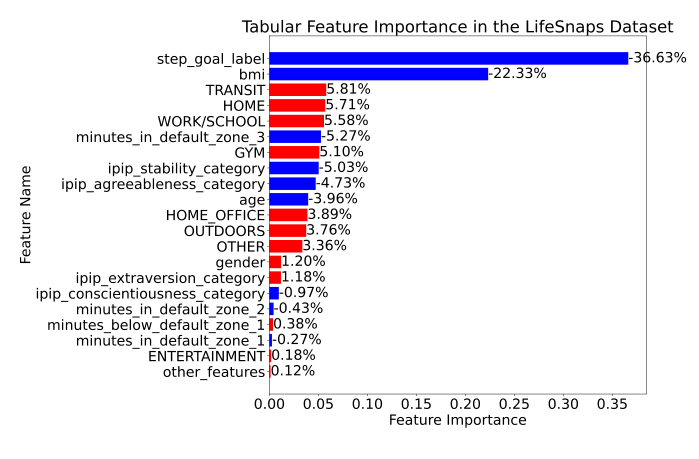 Tabular Feature Importance in the LifeSnaps Dataset
step_goal_label -36.63%
bmi -22.33%
TRANSIT 5.81%
HOME 5.71%
WORK/SCHOOL 5.58%
minutes_in_default_zone_3 -5.27%
GYM 5.10%
ipip_stability_category -5.03%
ipip_agreeableness_category -4.73%
age -3.96%
HOME_OFFICE 3.89%
OUTDOORS 3.76%
OTHER 3.36%
gender 1.20%
ipip_extraversion_category 1.18%
ipip_conscientiousness_category -0.97%
minutes_in_default_zone_2 -0.43%
minutes_below_default_zone_1 0.38%
minutes_in_default_zone_1 -0.27%
ENTERTAINMENT 0.18%
other_features 0.12%
Feature Name
0.00 0.05 0.10 0.15 0.20 0.25 0.30 0.35
Feature Importance